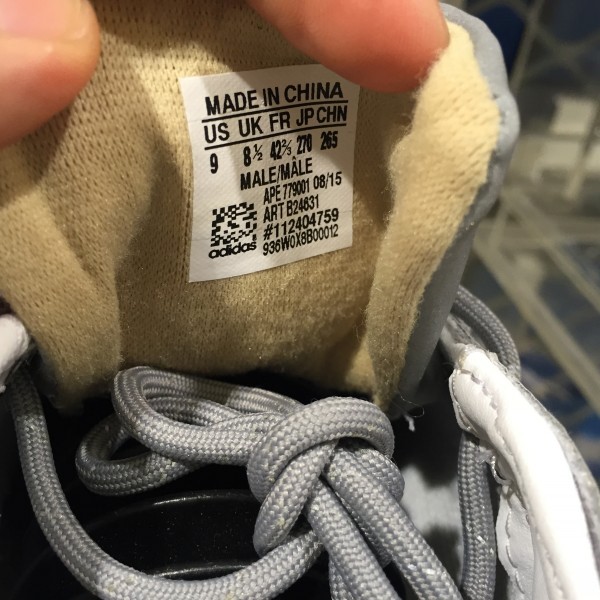 MADE IN CHINA
US UK FR JP CHN
9 8½ 42⅔ 270 265
MALE/MÂLE
APE 779001 08/15
ART B24631
#112404759
936W0X8B00012
adidas